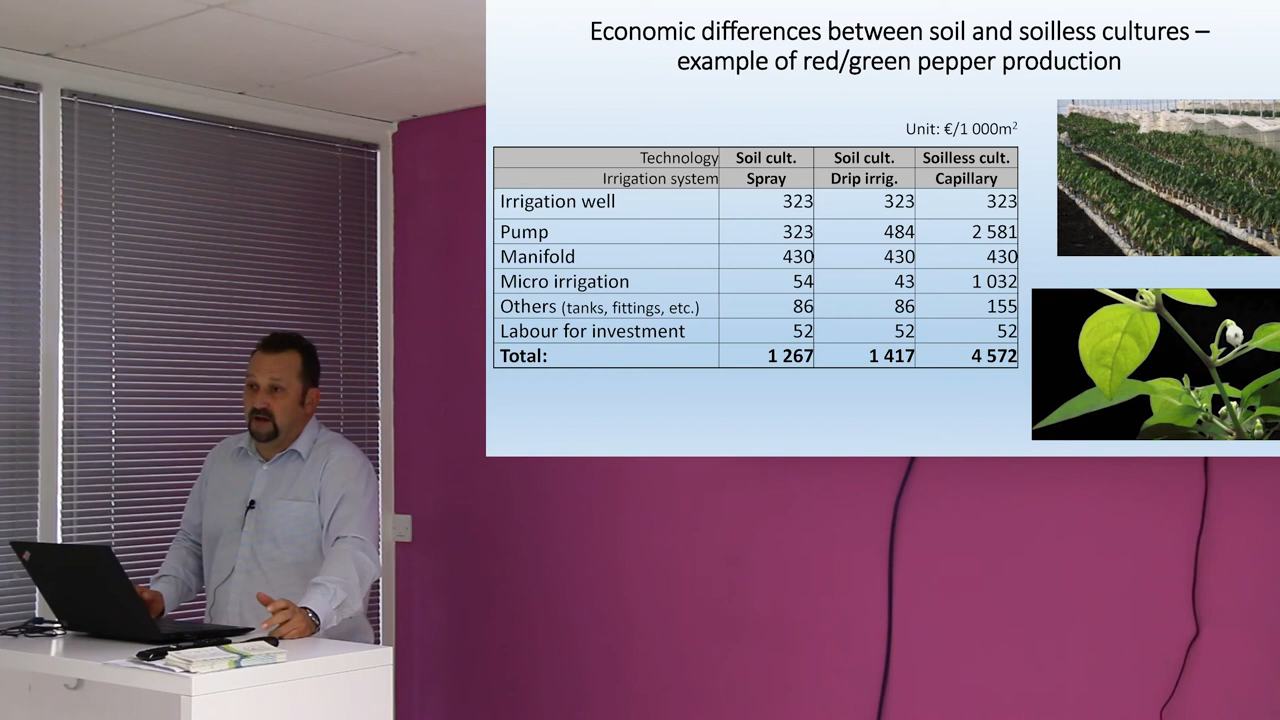 Economic differences between soil and soilless cultures –
example of red/green pepper production
Unit: €/1 000m²
Technology Soil cult. Soil cult. Soilless cult.
Irrigation system Spray Drip irrig. Capillary
Irrigation well 323 323 323
Pump 323 484 2 581
Manifold 430 430 430
Micro irrigation 54 43 1 032
Others (tanks, fittings, etc.) 86 86 155
Labour for investment 52 52 52
Total: 1 267 1 417 4 572